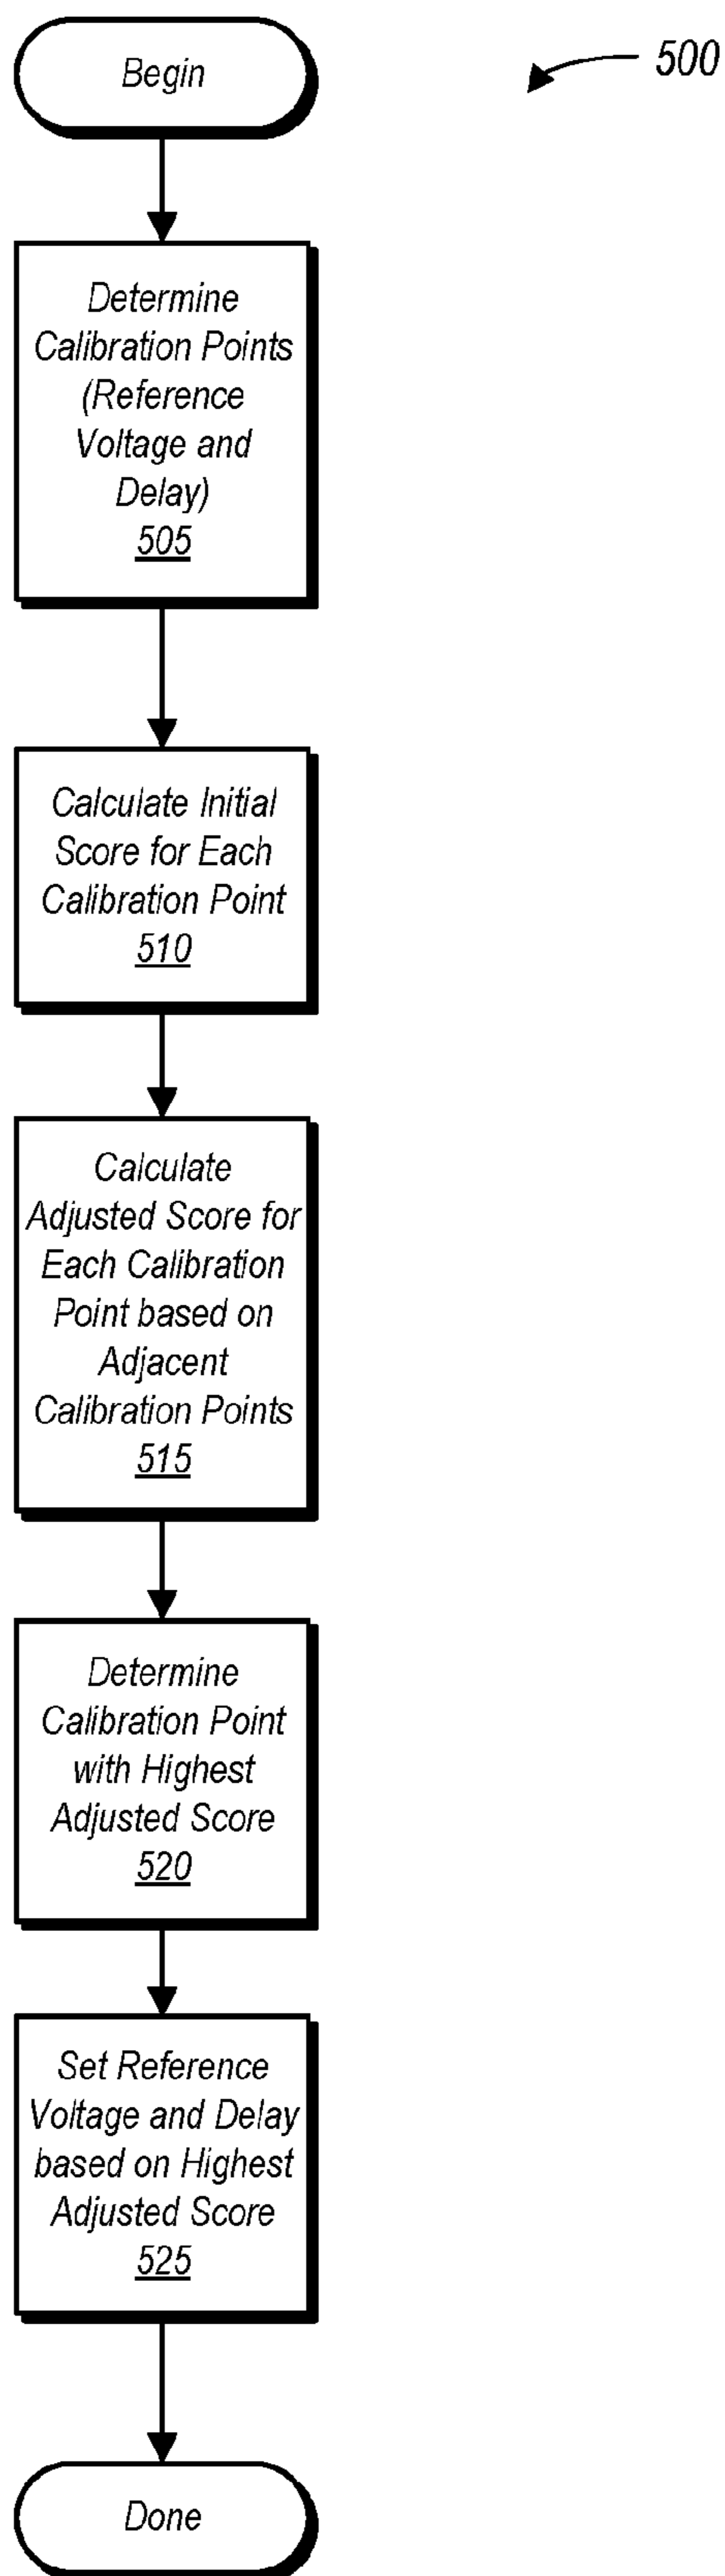 Begin
500
Determine
Calibration Points
(Reference
Voltage and
Delay)
505
Calculate Initial
Score for Each
Calibration Point
510
Calculate
Adjusted Score for
Each Calibration
Point based on
Adjacent
Calibration Points
515
Determine
Calibration Point
with Highest
Adjusted Score
520
Set Reference
Voltage and Delay
based on Highest
Adjusted Score
525
Done